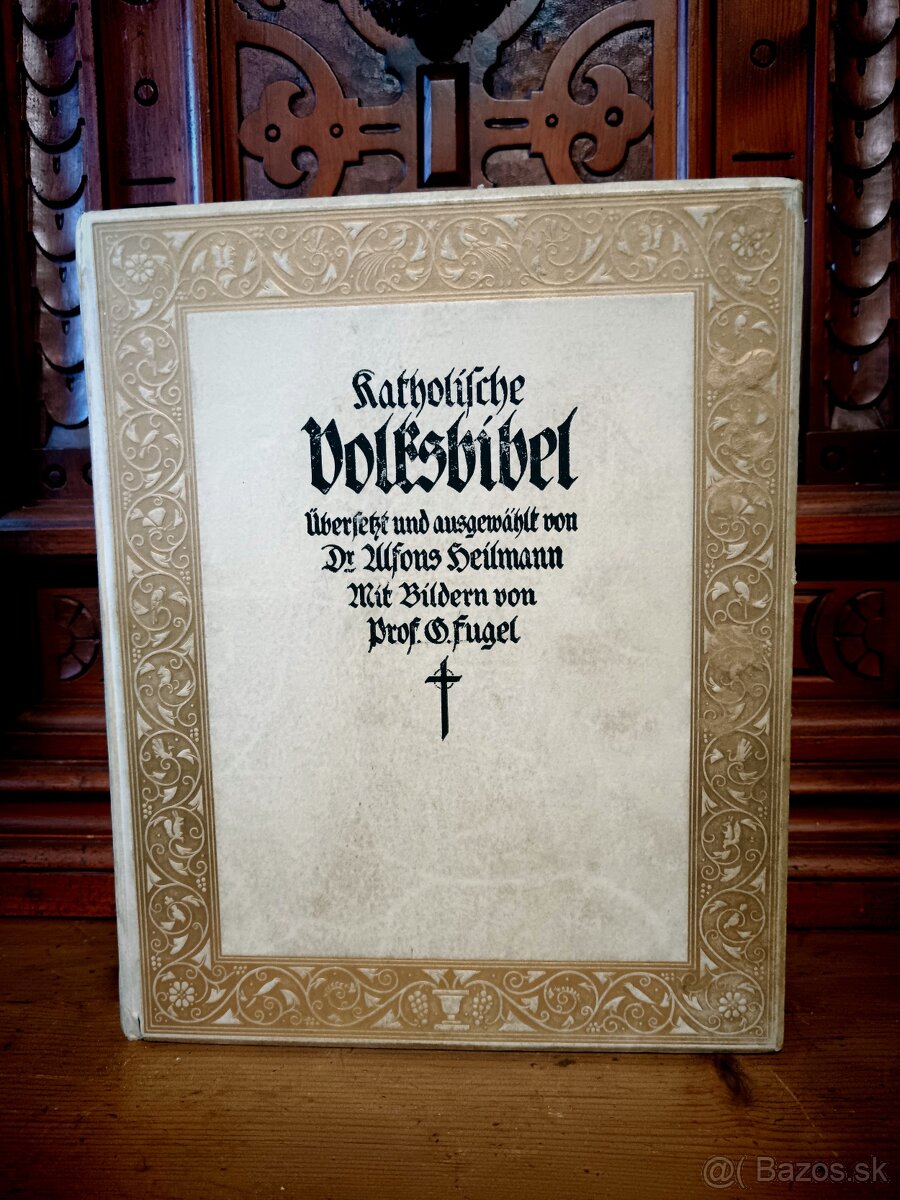 Katholische
Volksbibel
Übersetzt und ausgewählt von
Dr Alfons Heilmann
Mit Bildern von
Prof. G. Fugel
@( Bazos.sk